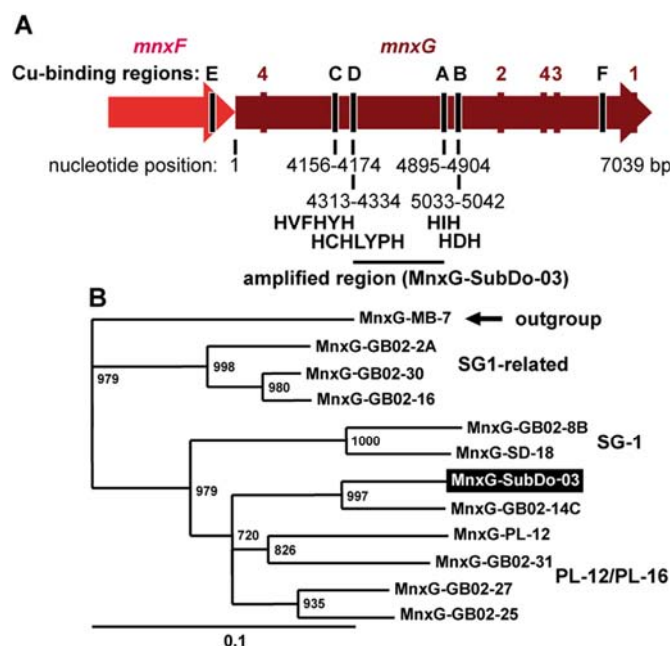 A
mnxF mnxG
Cu-binding regions: E 4 C D A B 2 4 3 F 1
nucleotide position: 1 4156-4174 4895-4904 7039 bp
4313-4334 5033-5042
HVFHYH HIH
HCHLYPH HDH
amplified region (MnxG-SubDo-03)
B
MnxG-MB-7 outgroup
MnxG-GB02-2A
SG1-related
998
MnxG-GB02-30
979
980
MnxG-GB02-16
MnxG-GB02-8B
1000
SG-1
MnxG-SD-18
MnxG-SubDo-03
979
997
MnxG-GB02-14C
720
MnxG-PL-12
826
MnxG-GB02-31
PL-12/PL-16
MnxG-GB02-27
935
MnxG-GB02-25
0.1